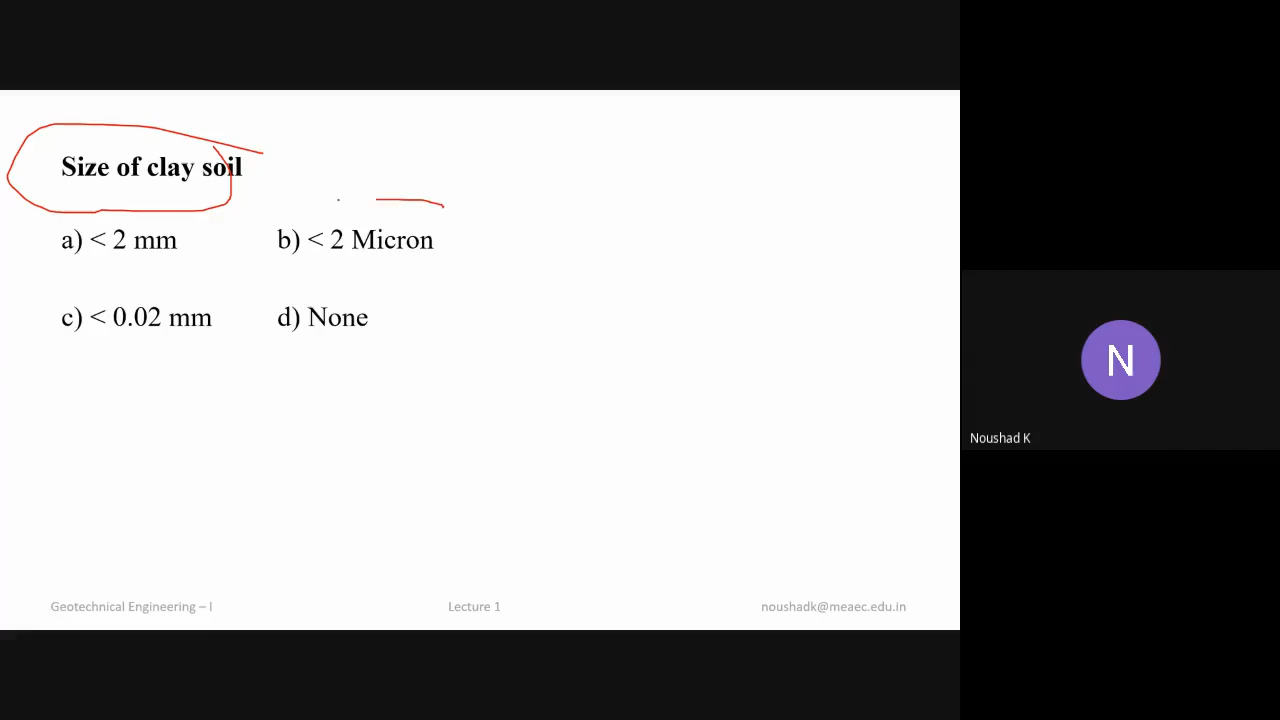 Size of clay soil
a) < 2 mm b) < 2 Micron
c) < 0.02 mm d) None
N
Noushad K
Geotechnical Engineering – I Lecture 1 noushadk@meaec.edu.in